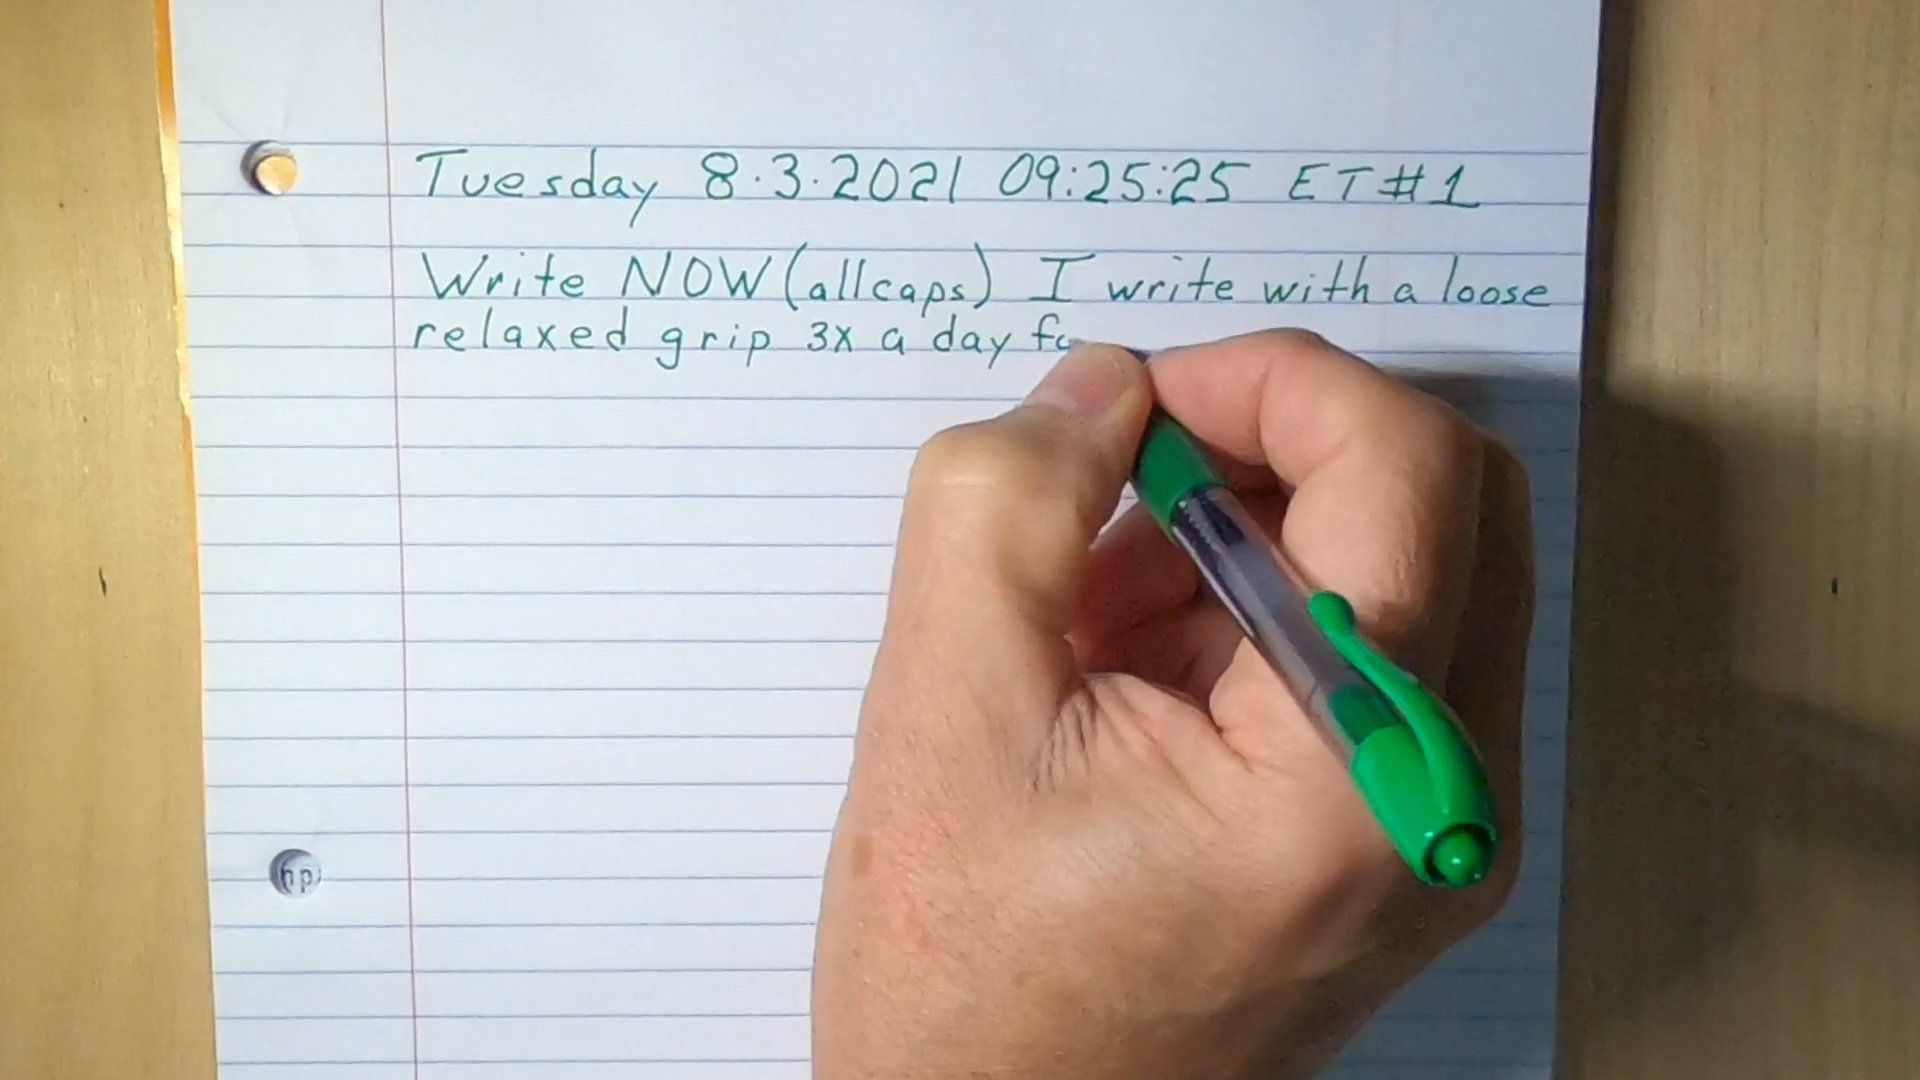 Tuesday 8.3.2021 09:25:25 ET#1
Write NOW (allcaps) I write with a loose
relaxed grip 3x a day
hp